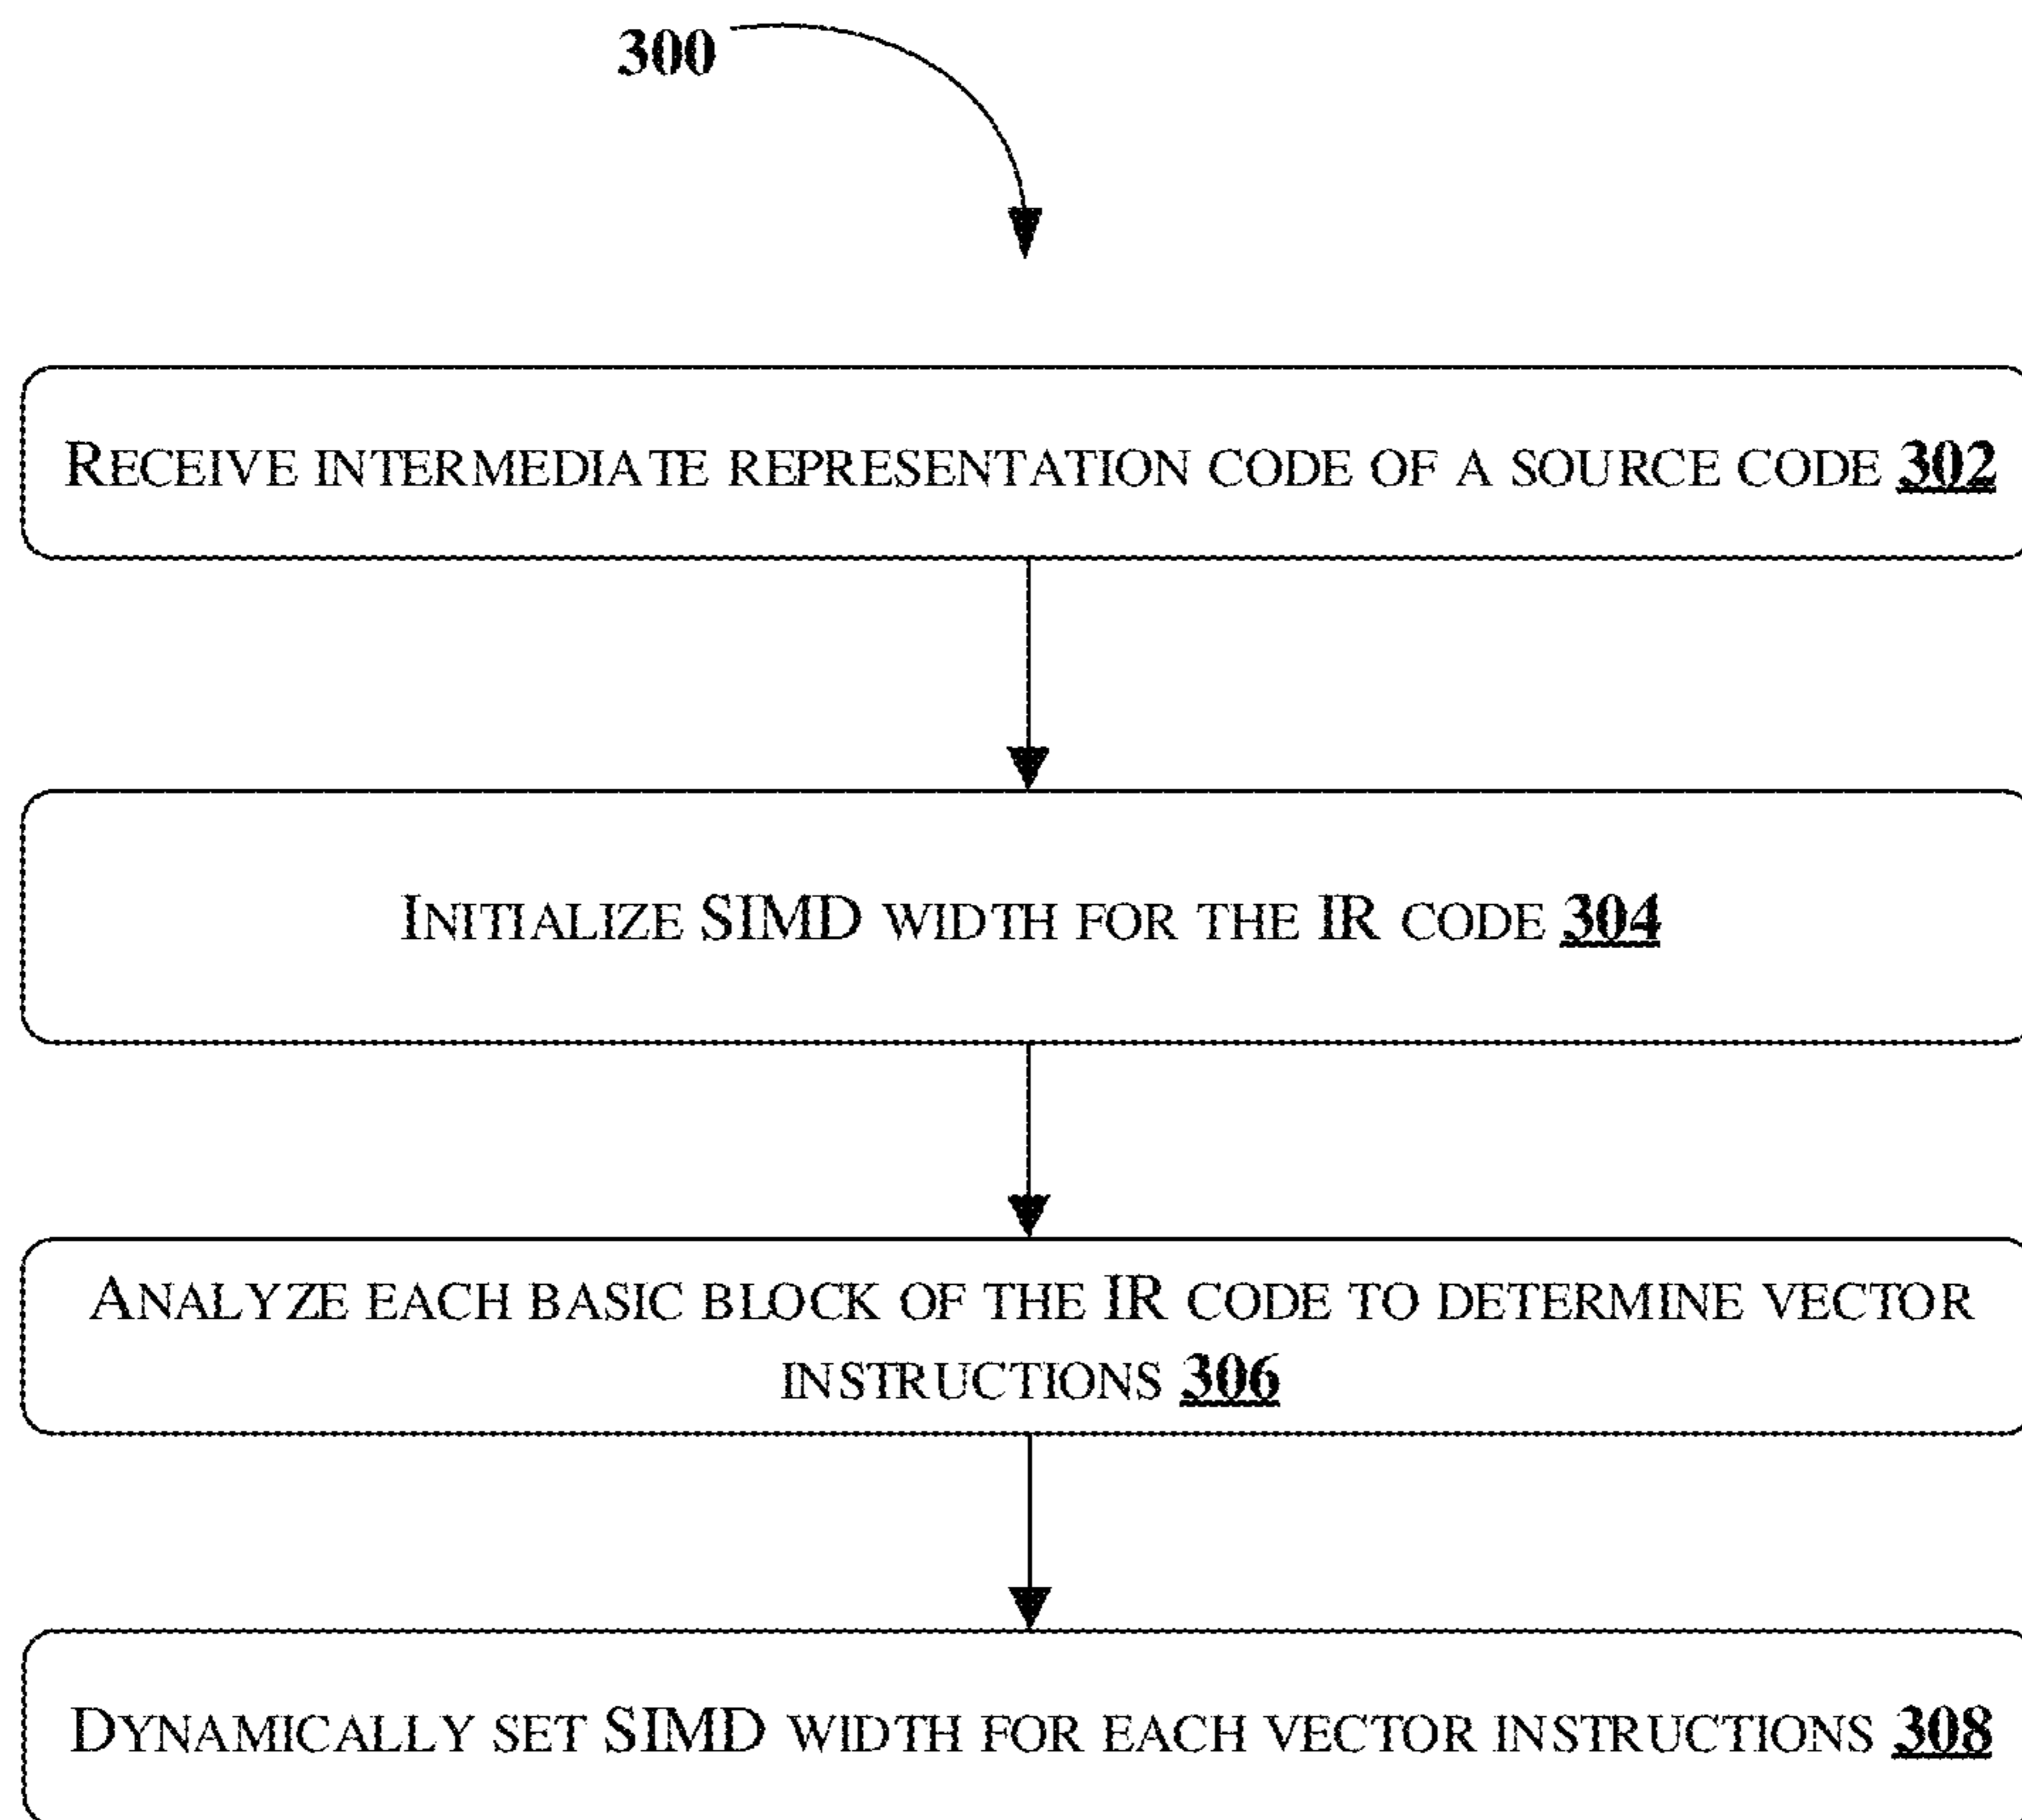 300
RECEIVE INTERMEDIATE REPRESENTATION CODE OF A SOURCE CODE 302
INITIALIZE SIMD WIDTH FOR THE IR CODE 304
ANALYZE EACH BASIC BLOCK OF THE IR CODE TO DETERMINE VECTOR
INSTRUCTIONS 306
DYNAMICALLY SET SIMD WIDTH FOR EACH VECTOR INSTRUCTIONS 308